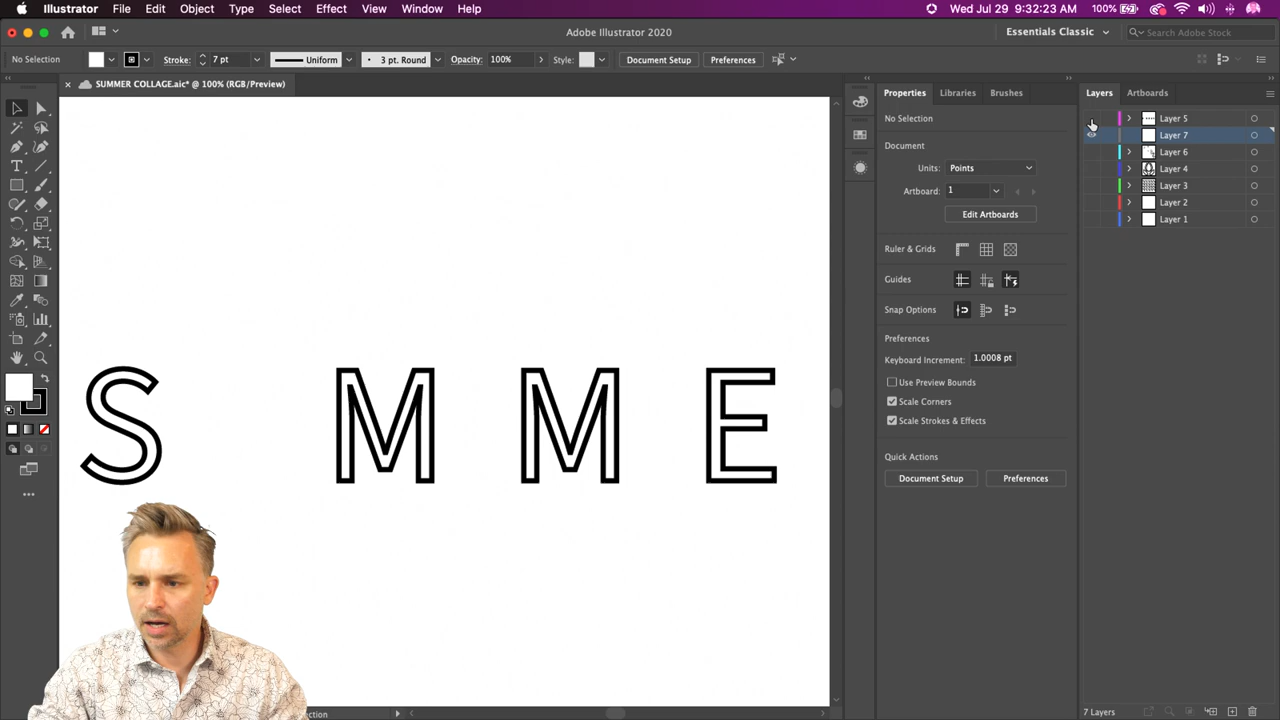 Illustrator File Edit Object Type Select Effect View Window Help 100% Wed Jul 29 9:32:23 AM
Adobe Illustrator 2020 Essentials Classic Search Adobe Stock
No Selection Stroke: 7 pt Uniform 3 pt. Round Opacity: 100% Style: Document Setup Preferences
× SUMMER COLLAGE.aic* @ 100% (RGB/Preview)
Properties Libraries Brushes Layers Artboards
No Selection
Layer 5
Layer 7
Document
Layer 6
Units: Points
Layer 4
Artboard: 1
Layer 3
Layer 2
Edit Artboards
Layer 1
Ruler & Grids
Guides
Snap Options
Preferences
Keyboard Increment: 1.0008 pt
Use Preview Bounds
Scale Corners
Scale Strokes & Effects
S MME
Quick Actions
Document Setup Preferences
ction
7 Layers